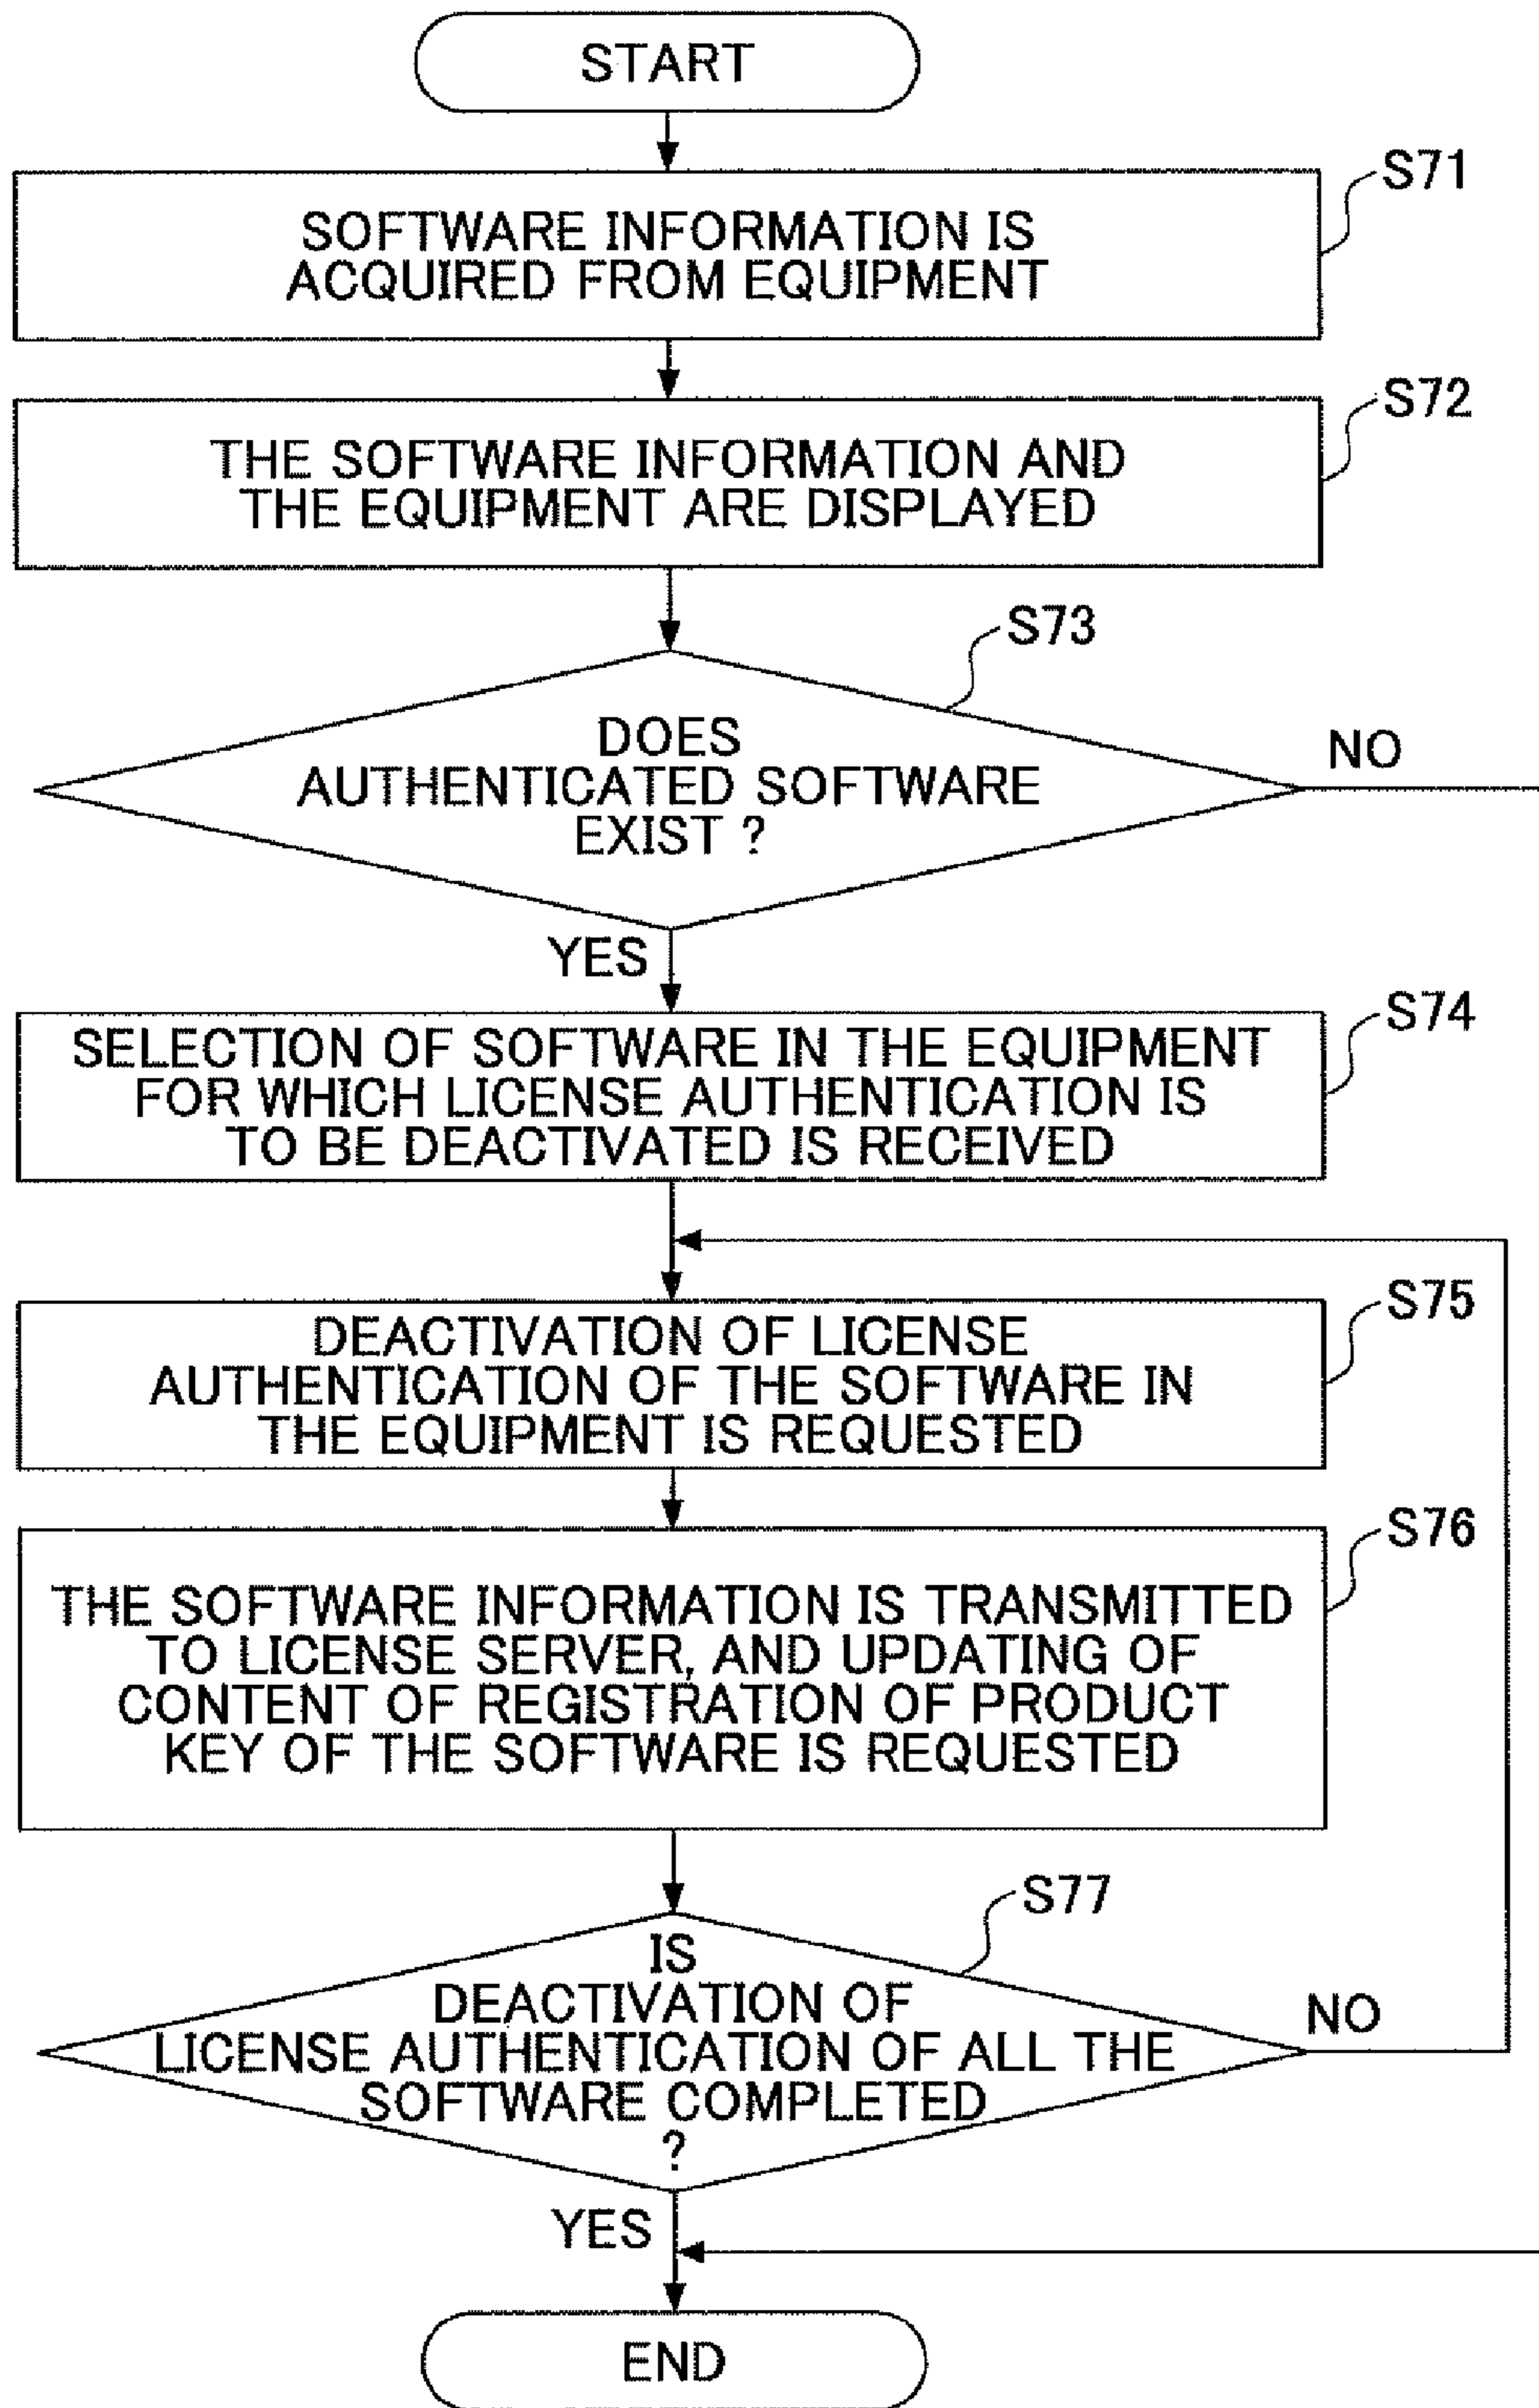 START
S71
SOFTWARE INFORMATION IS
ACQUIRED FROM EQUIPMENT
S72
THE SOFTWARE INFORMATION AND
THE EQUIPMENT ARE DISPLAYED
S73
DOES
AUTHENTICATED SOFTWARE
EXIST ?
NO
YES
S74
SELECTION OF SOFTWARE IN THE EQUIPMENT
FOR WHICH LICENSE AUTHENTICATION IS
TO BE DEACTIVATED IS RECEIVED
S75
DEACTIVATION OF LICENSE
AUTHENTICATION OF THE SOFTWARE IN
THE EQUIPMENT IS REQUESTED
S76
THE SOFTWARE INFORMATION IS TRANSMITTED
TO LICENSE SERVER, AND UPDATING OF
CONTENT OF REGISTRATION OF PRODUCT
KEY OF THE SOFTWARE IS REQUESTED
S77
IS
DEACTIVATION OF
LICENSE AUTHENTICATION OF ALL THE
SOFTWARE COMPLETED
?
NO
YES
END